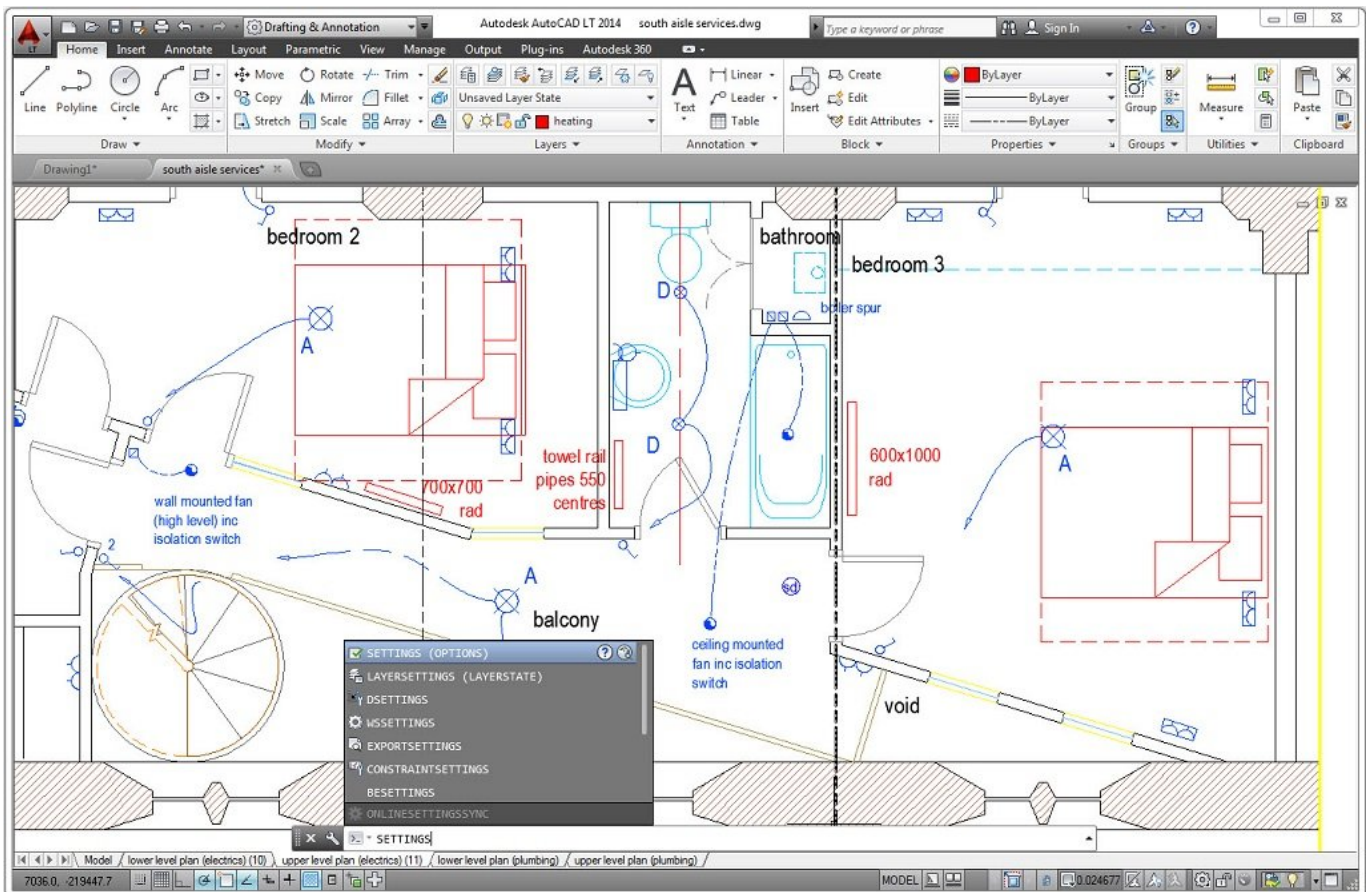 Drafting & Annotation
Autodesk AutoCAD LT 2014 south aisle services.dwg
Type a keyword or phrase
Sign In
LT
Home Insert Annotate Layout Parametric View Manage Output Plug-ins Autodesk 360
Move Rotate Trim
Unsaved Layer State
Linear
Create
ByLayer
Line Polyline Circle Arc
Copy Mirror Fillet
Text
Leader
Insert
Edit
ByLayer
Group
Measure
Paste
Stretch Scale Array
heating
Table
Edit Attributes
ByLayer
Draw
Modify
Layers
Annotation
Block
Properties
Groups
Utilities
Clipboard
Drawing1*
south aisle services*
bedroom 2
bathroom
bedroom 3
D
boiler spur
A
D
A
towel rail
pipes 550
centres
600x1000
rad
700x700
rad
wall mounted fan
(high level) inc
isolation switch
2
A
sd
balcony
ceiling mounted
fan inc isolation
switch
void
SETTINGS (OPTIONS)
LAYERSETTINGS (LAYERSTATE)
DSETTINGS
WSSETTINGS
EXPORTSETTINGS
CONSTRAINTSETTINGS
BESETTINGS
ONLINESETTINGSSYNC
SETTINGS
Model lower level plan (electrics) (10) upper level plan (electrics) (11) lower level plan (plumbing) upper level plan (plumbing)
7036.0, -219447.7
MODEL
0.024677